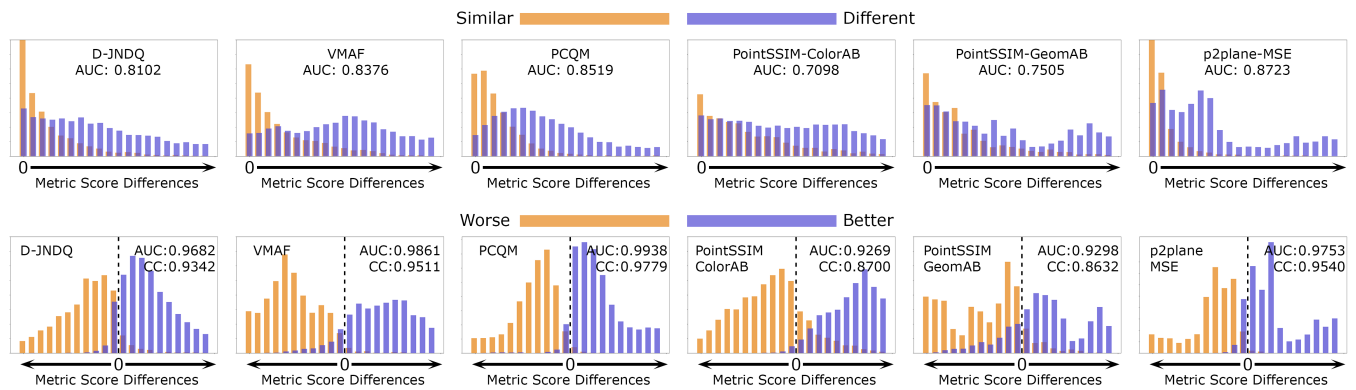 Similar Different
D-JNDQ
AUC: 0.8102
VMAF
AUC: 0.8376
PCQM
AUC: 0.8519
PointSSIM-ColorAB
AUC: 0.7098
PointSSIM-GeomAB
AUC: 0.7505
p2plane-MSE
AUC: 0.8723
0
Metric Score Differences
0
Metric Score Differences
0
Metric Score Differences
0
Metric Score Differences
0
Metric Score Differences
0
Metric Score Differences
Worse Better
D-JNDQ AUC:0.9682
CC:0.9342
VMAF AUC:0.9861
CC:0.9511
PCQM AUC:0.9938
CC:0.9779
PointSSIM AUC:0.9269
ColorAB CC:0.8700
PointSSIM AUC:0.9298
GeomAB CC:0.8632
p2plane AUC:0.9753
MSE CC:0.9540
0
Metric Score Differences
0
Metric Score Differences
0
Metric Score Differences
0
Metric Score Differences
0
Metric Score Differences
0
Metric Score Differences